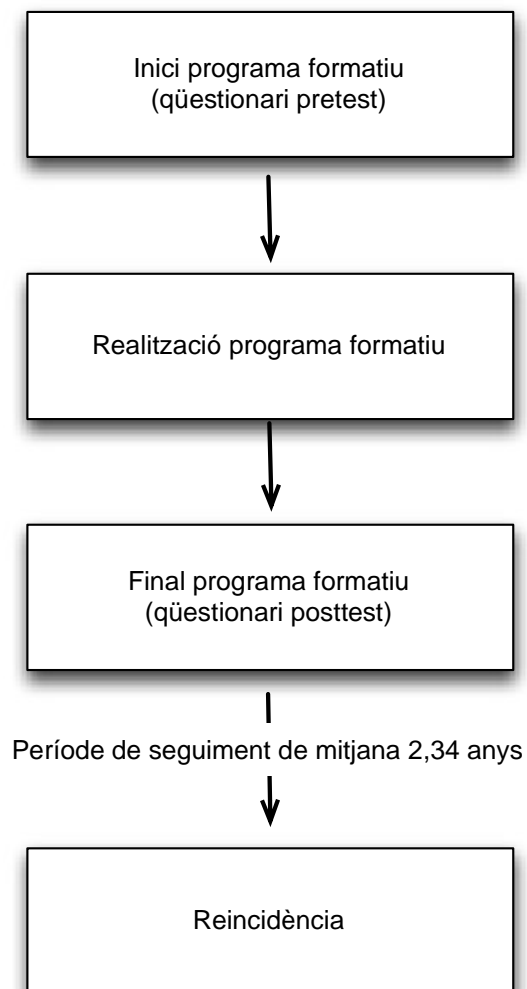 Inici programa formatiu
(qüestionari pretest)
Realització programa formatiu
Final programa formatiu
(qüestionari posttest)
Període de seguiment de mitjana 2,34 anys
Reincidència